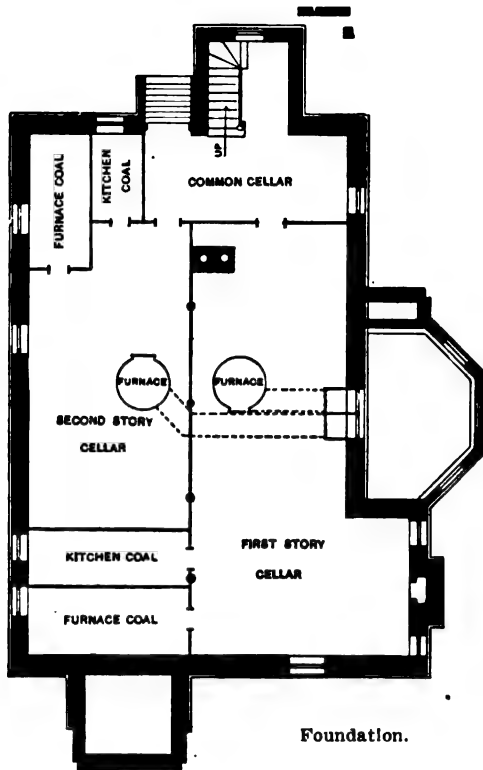 UP
COMMON CELLAR
FURNACE COAL
KITCHEN
COAL
FURNACE
FURNACE
SECOND STORY
CELLAR
FIRST STORY
CELLAR
KITCHEN COAL
FURNACE COAL
Foundation.